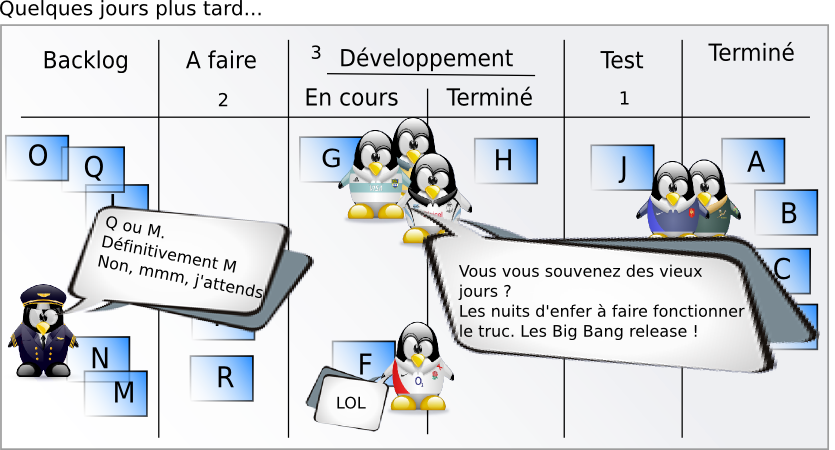 Quelques jours plus tard...
Backlog
A faire
2
3
Développement
En cours
Terminé
Test
1
Terminé
O
Q
G
H
J
A
B
C
Q ou M.
Définitivement M
Non, mmm, j'attends
Vous vous souvenez des vieux
jours ?
Les nuits d'enfer à faire fonctionner
le truc. Les Big Bang release !
N
M
R
F
LOL